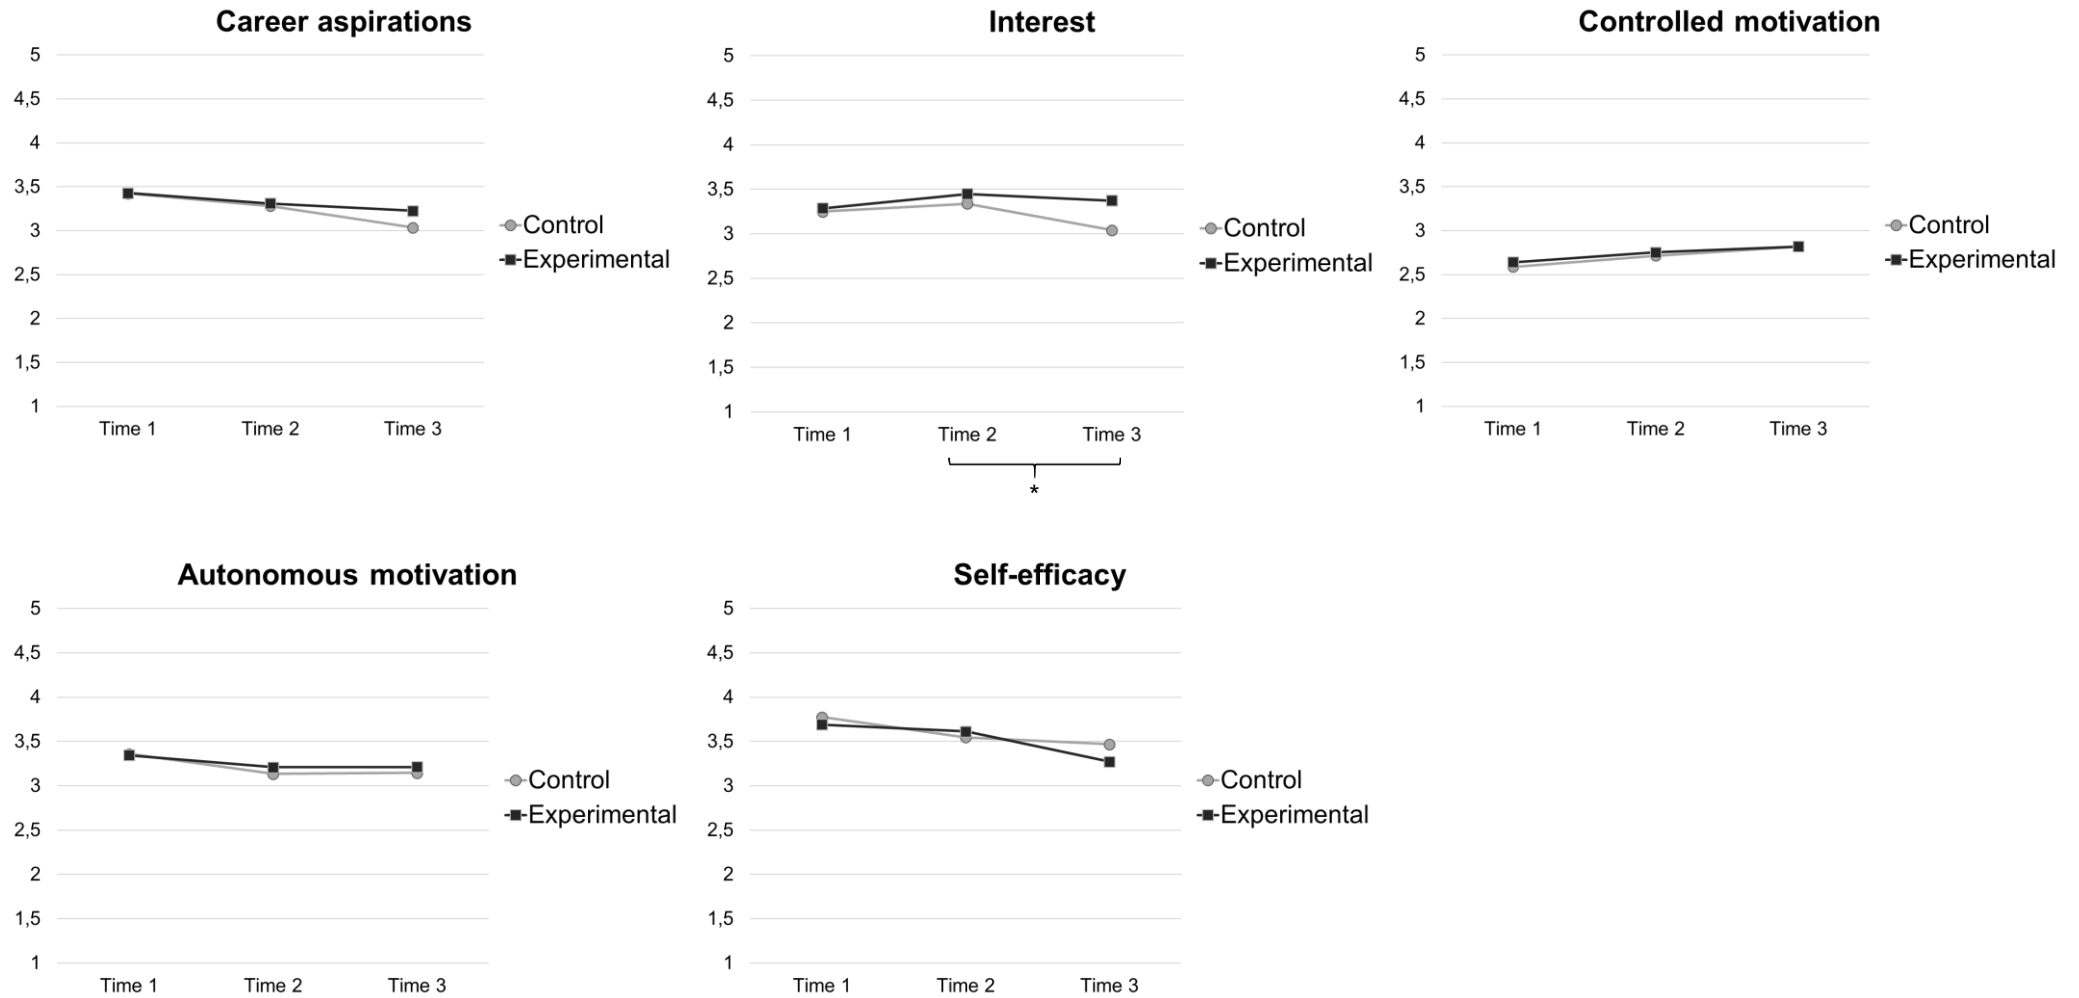 Career aspirations
5
4,5
4
3,5
3
2,5
2
1,5
1
Time 1 Time 2 Time 3
Control
Experimental
Interest
5
4,5
4
3,5
3
2,5
2
1,5
1
Time 1 Time 2 Time 3
*
Control
Experimental
Controlled motivation
5
4,5
4
3,5
3
2,5
2
1,5
1
Time 1 Time 2 Time 3
Control
Experimental
Autonomous motivation
5
4,5
4
3,5
3
2,5
2
1,5
1
Time 1 Time 2 Time 3
Control
Experimental
Self-efficacy
5
4,5
4
3,5
3
2,5
2
1,5
1
Time 1 Time 2 Time 3
Control
Experimental